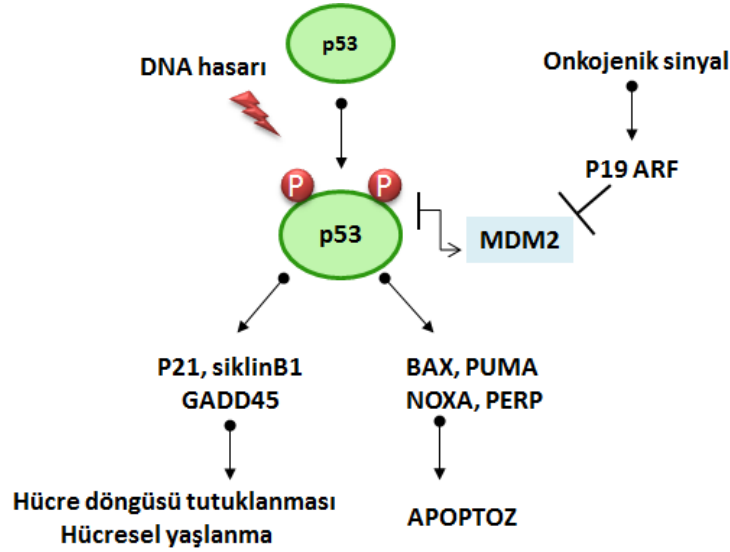 p53
DNA hasarı
Onkojenik sinyal
P19 ARF
P P
p53
MDM2
P21, siklinB1
GADD45
BAX, PUMA
NOXA, PERP
Hücre döngüsü tutuklanması
Hücresel yaşlanma
APOPTOZ